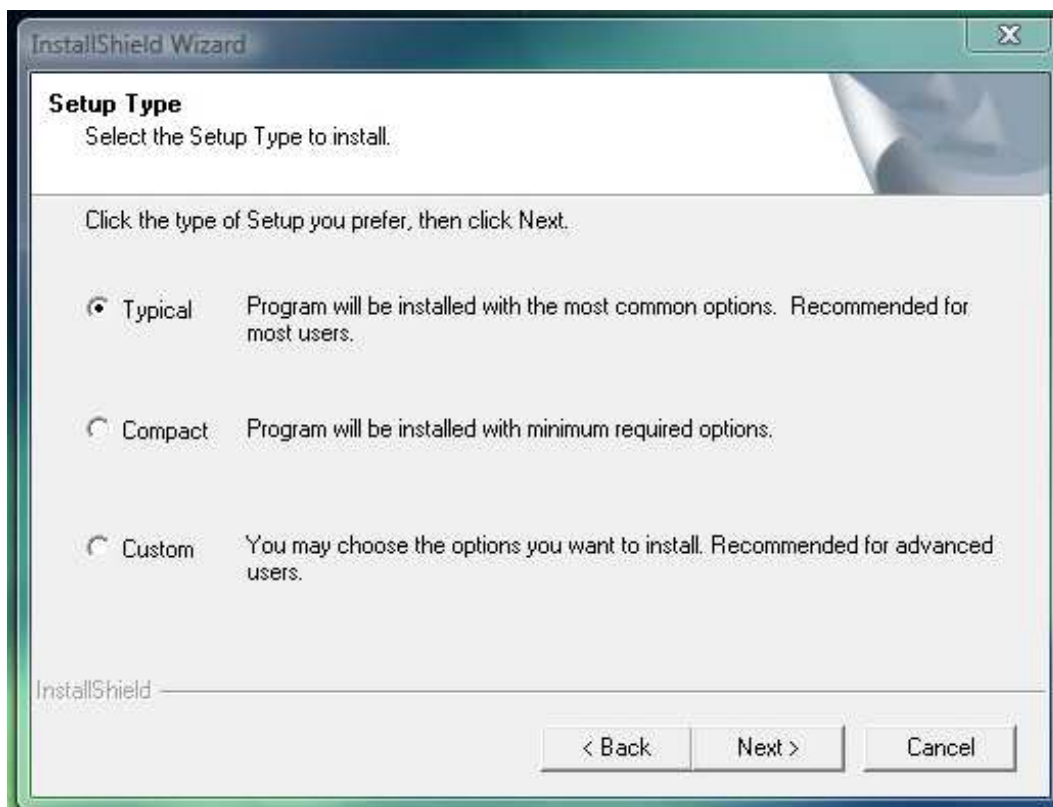 InstallShield Wizard
Setup Type
Select the Setup Type to install.
Click the type of Setup you prefer, then click Next.
Typical Program will be installed with the most common options. Recommended for
most users.
Compact Program will be installed with minimum required options.
Custom You may choose the options you want to install. Recommended for advanced
users.
InstallShield
< Back Next > Cancel